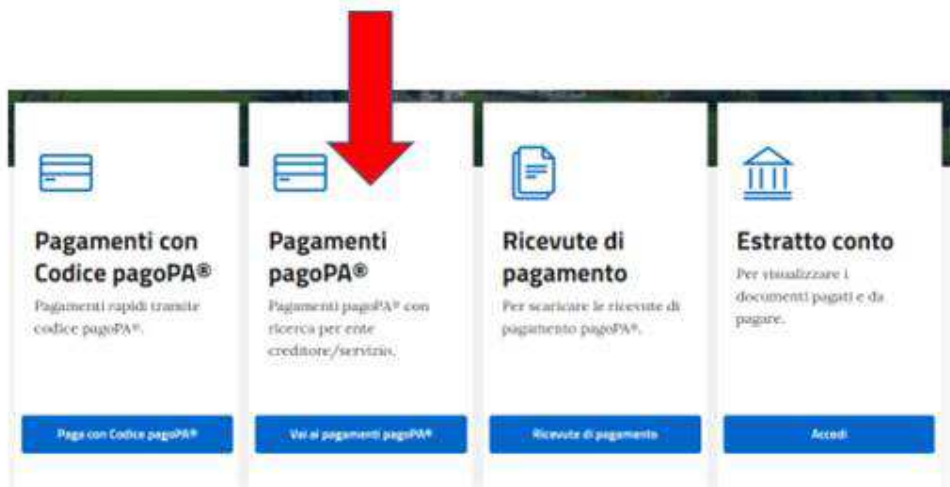 Pagamenti con
Codice pagoPA®
Pagamenti rapidi tramite
codice pagoPA®.
Paga con Codice pagoPA®
Pagamenti
pagoPA®
Pagamenti pagoPA® con
ricerca per ente
creditore/servizio.
Vai ai pagamenti pagoPA®
Ricevute di
pagamento
Per scaricare le ricevute di
pagamento pagoPA®.
Ricevute di pagamento
Estratto conto
Per visualizzare i
documenti pagati e da
pagare.
Accedi